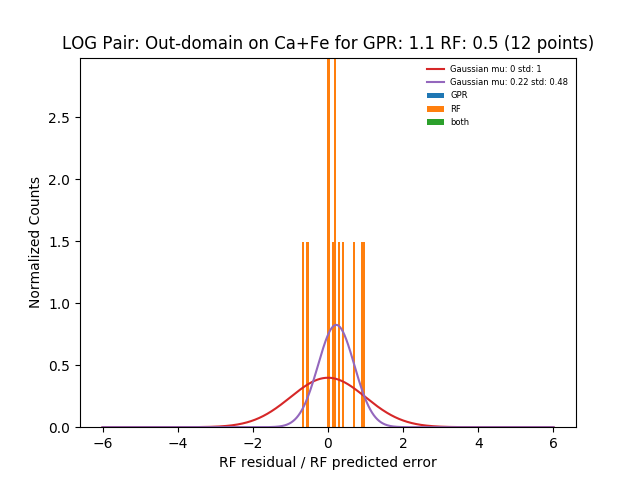 LOG Pair: Out-domain on Ca+Fe for GPR: 1.1 RF: 0.5 (12 points)
Gaussian mu: 0 std: 1
Gaussian mu: 0.22 std: 0.48
GPR
RF
both
Normalized Counts
2.5
2.0
1.5
1.0
0.5
0.0
−6 −4 −2 0 2 4 6
RF residual / RF predicted error